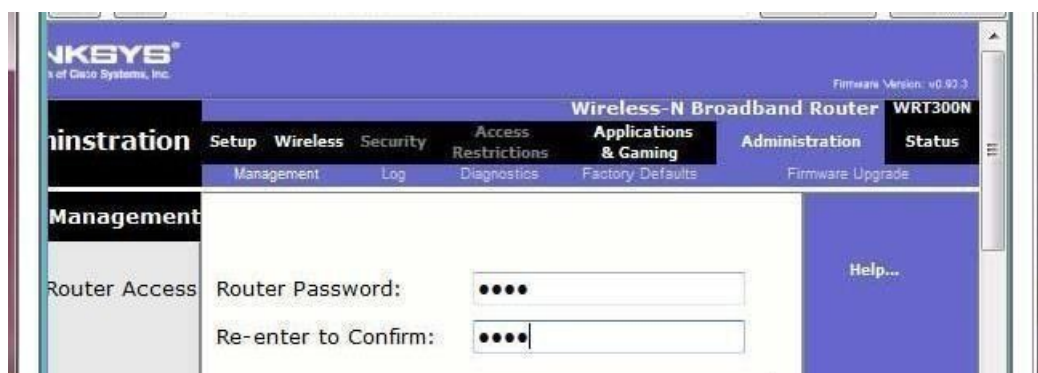 NKSYS®
s of Cisco Systems, Inc.
Firmware Version: v0.92.3
Wireless-N Broadband Router WRT300N
ninstration
Setup Wireless Security Access Restrictions Applications & Gaming Administration Status
Management Log Diagnostics Factory Defaults Firmware Upgrade
Management
Help...
Router Access Router Password: ••••
Re-enter to Confirm: ••••